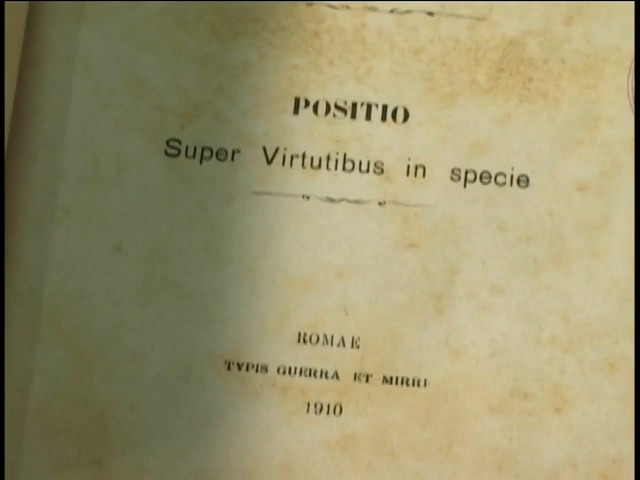 POSITIO
Super Virtutibus in specie
ROMAE
TYPIS GUERRA ET MIRRI
1910